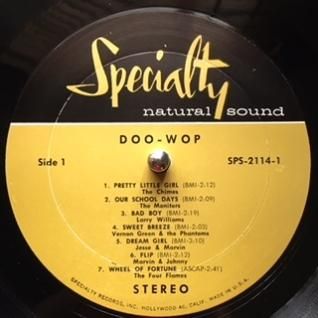 Specialty
natural sound
DOO-WOP
Side 1
SPS-2114-1
1. PRETTY LITTLE GIRL (BMI-2:12)
The Chimes
2. OUR SCHOOL DAYS (BMI-2:09)
The Moniters
3. BAD BOY (BMI-2:19)
Larry Williams
4. SWEET BREEZE (BMI-2:03)
Vernon Green & the Phantoms
5. DREAM GIRL (BMI-3:10)
Jesse & Marvin
6. FLIP (BMI-2:12)
Marvin & Johnny
7. WHEEL OF FORTUNE (ASCAP-2:41)
The Four Flames
STEREO
SPECIALTY RECORDS, INC. HOLLYWOOD 46, CALIF. MADE IN U.S.A.